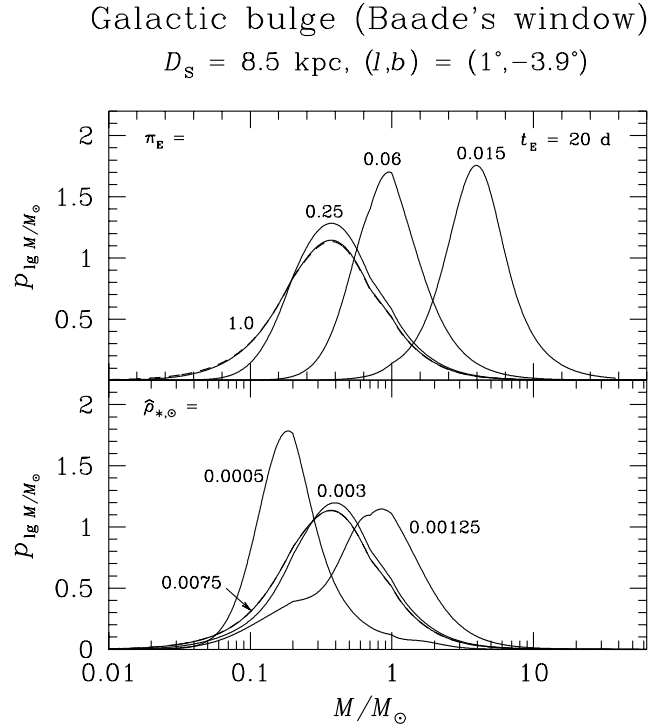 Galactic bulge (Baade's window)
D_S = 8.5 kpc, (l,b) = (1°,−3.9°)
π_E =
t_E = 20 d
0.06
0.015
0.25
1.0
2
1.5
1
0.5
p_lg M/M⊙
ρ̂_*,⊙ =
0.0005
0.003
0.00125
0.0075
2
1.5
1
0.5
0
p_lg M/M⊙
0.01
0.1
1
10
M/M⊙